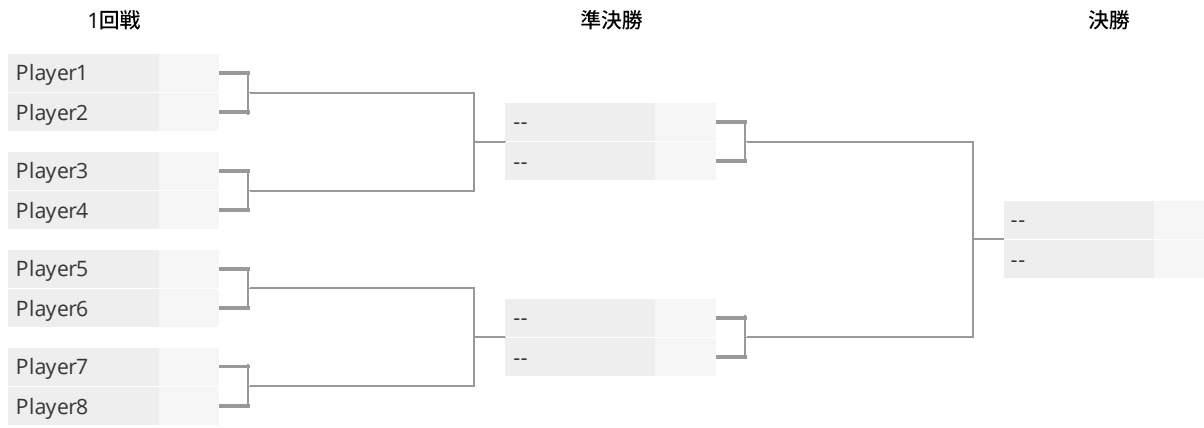 1回戦
準決勝
決勝
Player1
Player2
Player3
Player4
Player5
Player6
Player7
Player8
--
--
--
--
--
--